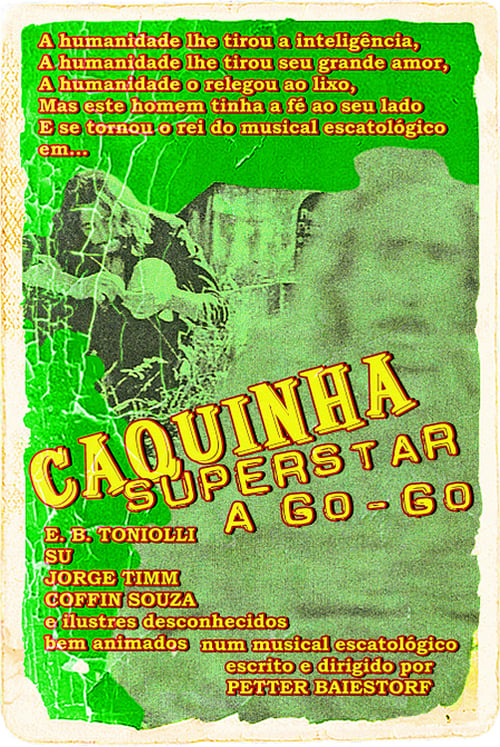 A humanidade lhe tirou a inteligência,
A humanidade lhe tirou seu grande amor,
A humanidade o relegou ao lixo,
Mas este homem tinha a fé ao seu lado
E se tornou o rei do musical escatológico
em...
CAQUINHA
SUPERSTAR
A GO-GO
E. B. TONIOLLI
SU
JORGE TIMM
COFFIN SOUZA
e ilustres desconhecidos
bem animados num musical escatológico
escrito e dirigido por
PETTER BAIESTORF